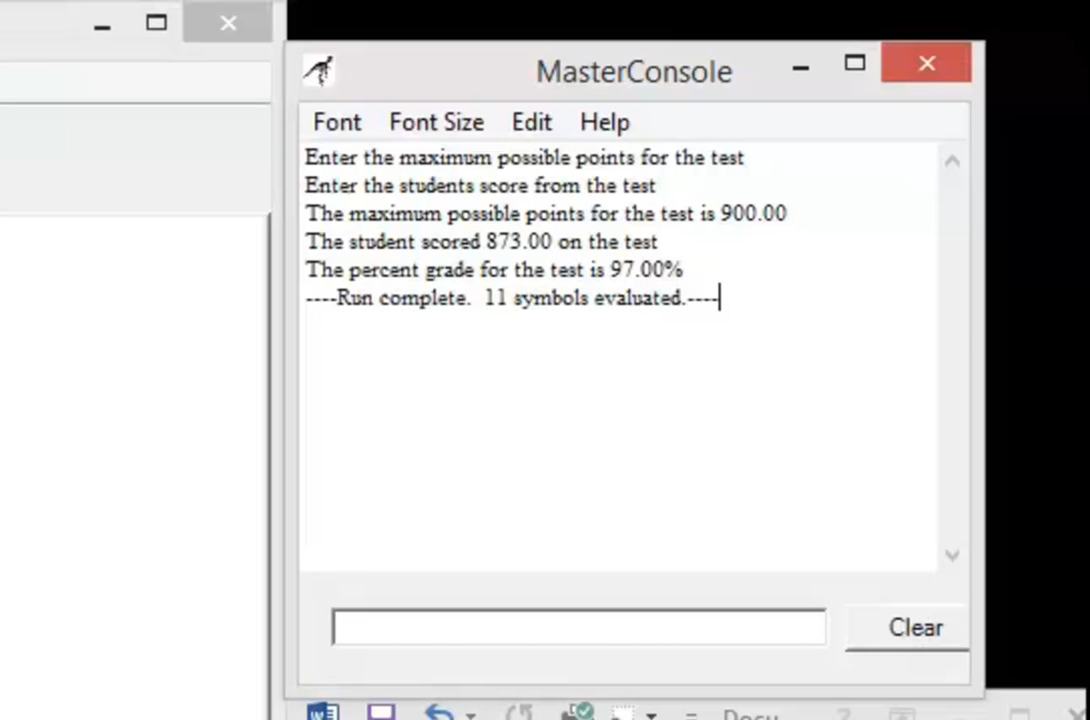 MasterConsole
Font Font Size Edit Help
Enter the maximum possible points for the test
Enter the students score from the test
The maximum possible points for the test is 900.00
The student scored 873.00 on the test
The percent grade for the test is 97.00%
----Run complete.  11 symbols evaluated.----
Clear